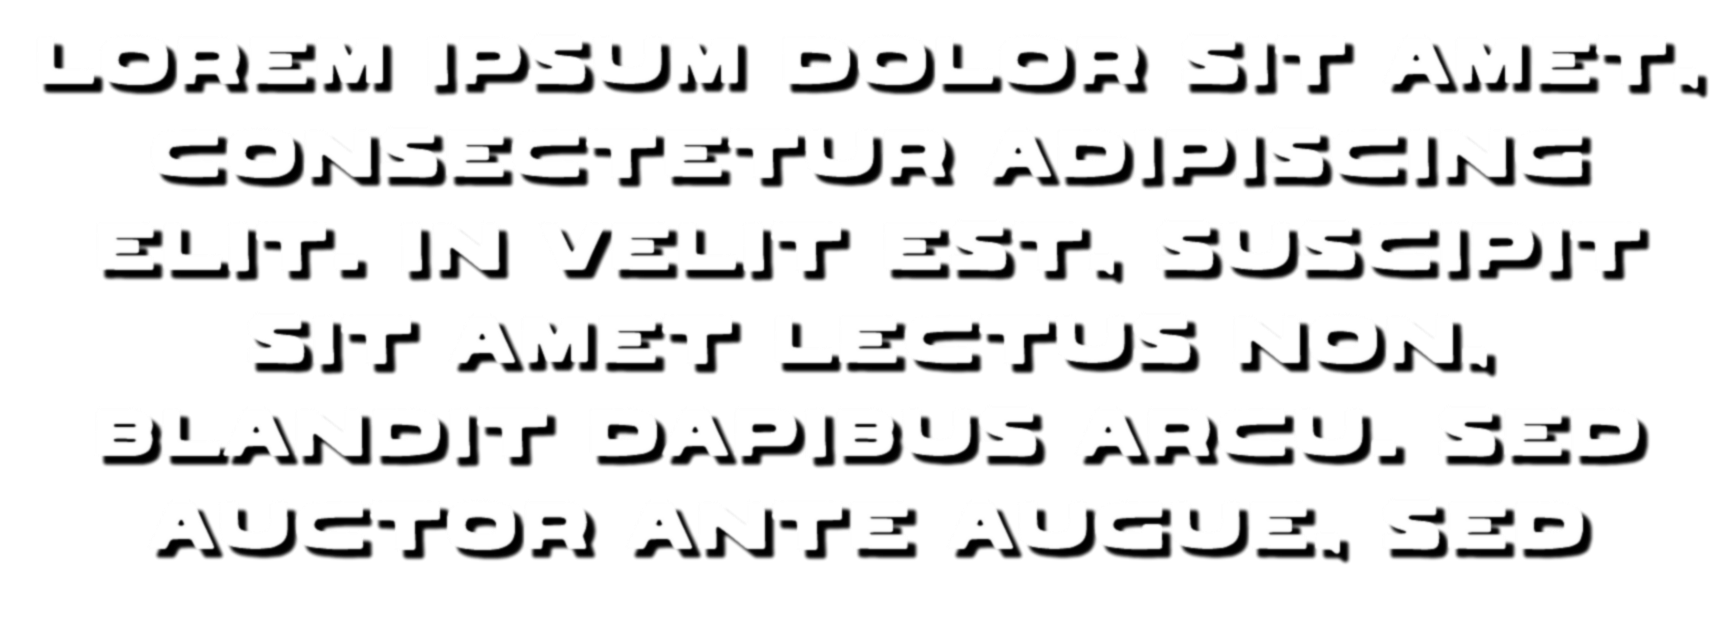 LOREM IPSUM DOLOR SIT AMET,
CONSECTETUR ADIPISCING
ELIT. IN VELIT EST, SUSCIPIT
SIT AMET LECTUS NON,
BLANDIT DAPIBUS ARCU. SED
AUCTOR ANTE AUGUE, SED